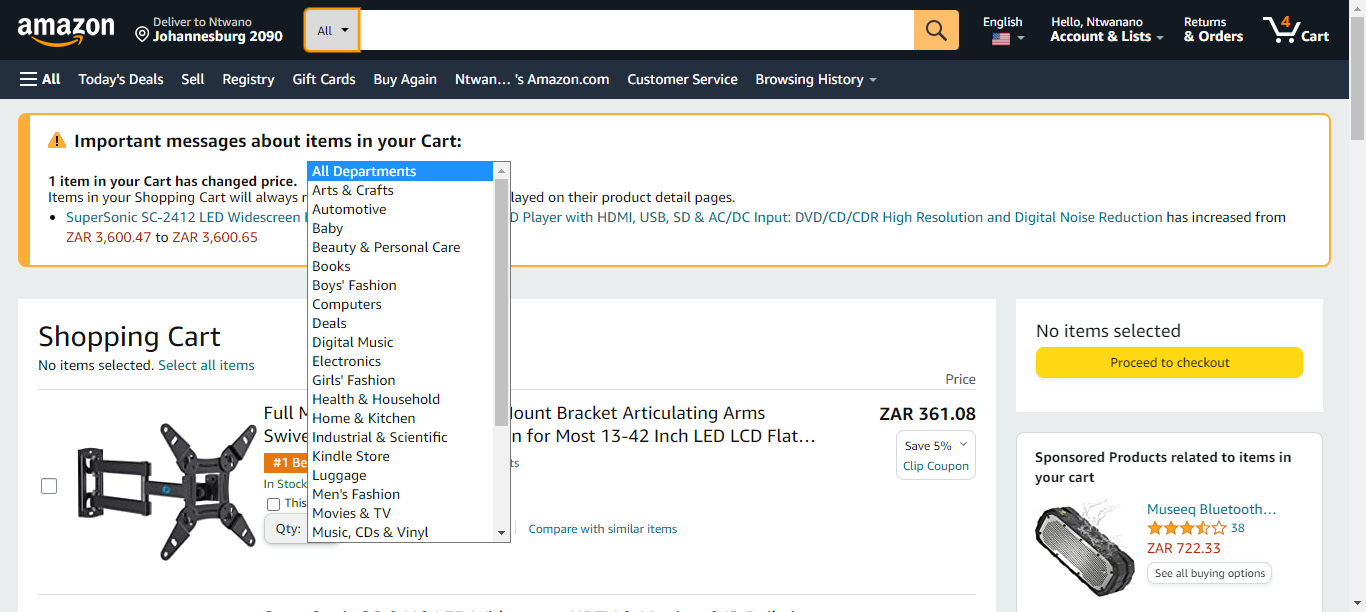 amazon
Deliver to Ntwano
Johannesburg 2090
All
English
Hello, Ntwanano
Account & Lists
Returns
& Orders
4
Cart
All
Today's Deals
Sell
Registry
Gift Cards
Buy Again
Ntwan... 's Amazon.com
Customer Service
Browsing History
Important messages about items in your Cart:
1 item in your Cart has changed price.
Items in your Shopping Cart will always played on their product detail pages.
SuperSonic SC-2412 LED Widescreen Player with HDMI, USB, SD & AC/DC Input: DVD/CD/CDR High Resolution and Digital Noise Reduction has increased from
ZAR 3,600.47 to ZAR 3,600.65
All Departments
Arts & Crafts
Automotive
Baby
Beauty & Personal Care
Books
Boys' Fashion
Computers
Deals
Digital Music
Electronics
Girls' Fashion
Health & Household
Home & Kitchen
Industrial & Scientific
Kindle Store
Luggage
Men's Fashion
Movies & TV
Music, CDs & Vinyl
Shopping Cart
No items selected. Select all items
Price
Full Mount Bracket Articulating Arms
for Most 13-42 Inch LED LCD Flat...
#1
In Stock
This
Qty:
Compare with similar items
ZAR 361.08
Save 5%
Clip Coupon
No items selected
Proceed to checkout
Sponsored Products related to items in
your cart
Museeq Bluetooth...
38
ZAR 722.33
See all buying options